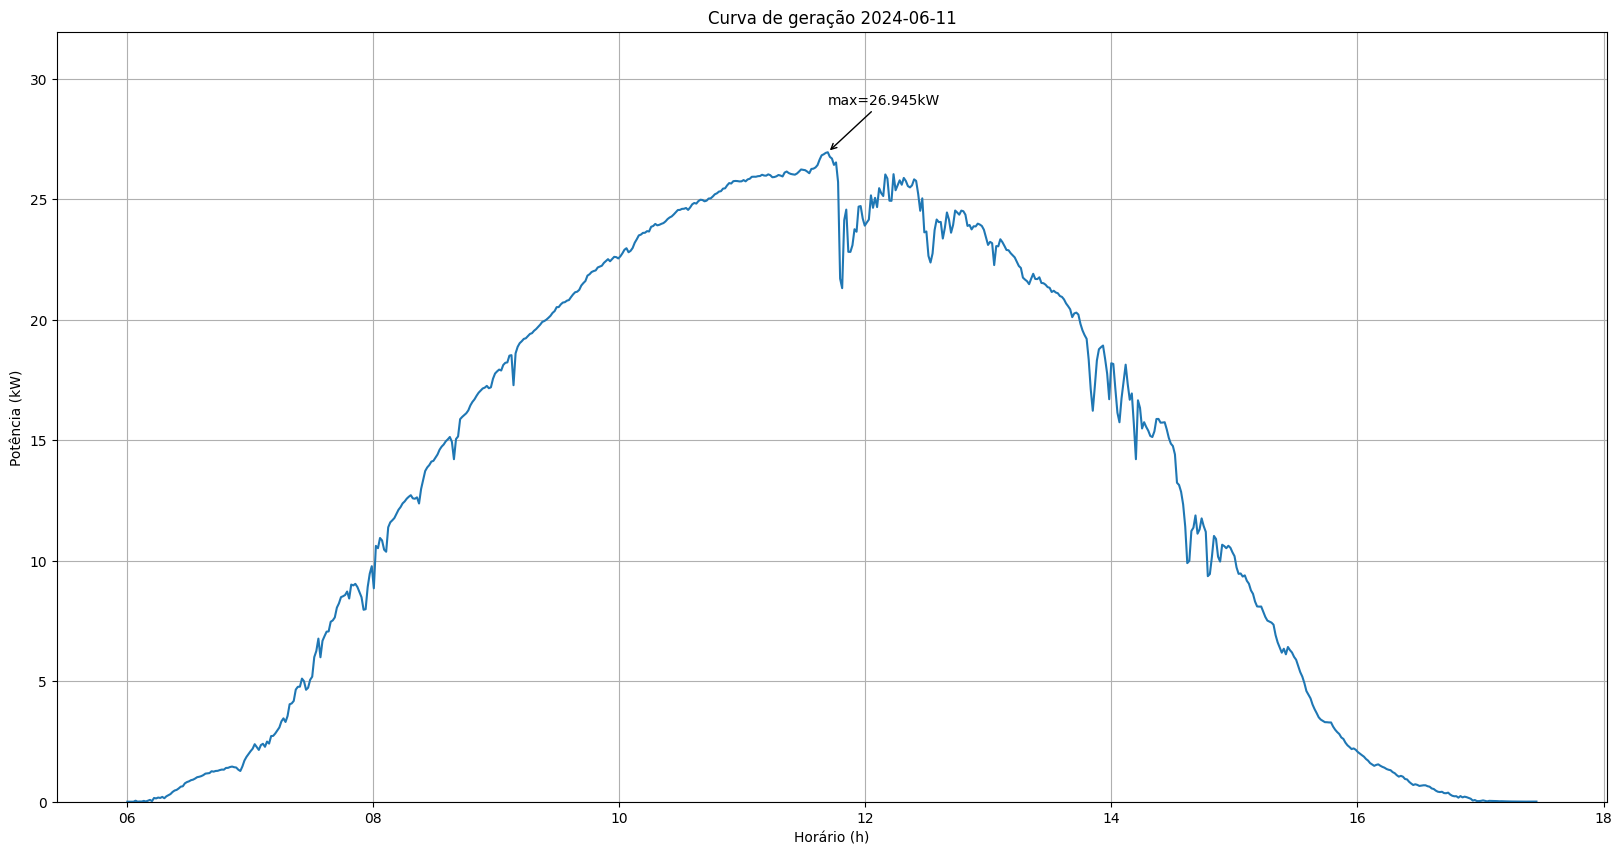 Curva de geração 2024-06-11
max=26.945kW
Potência (kW)
30
25
20
15
10
5
0
06 08 10 12 14 16 18
Horário (h)